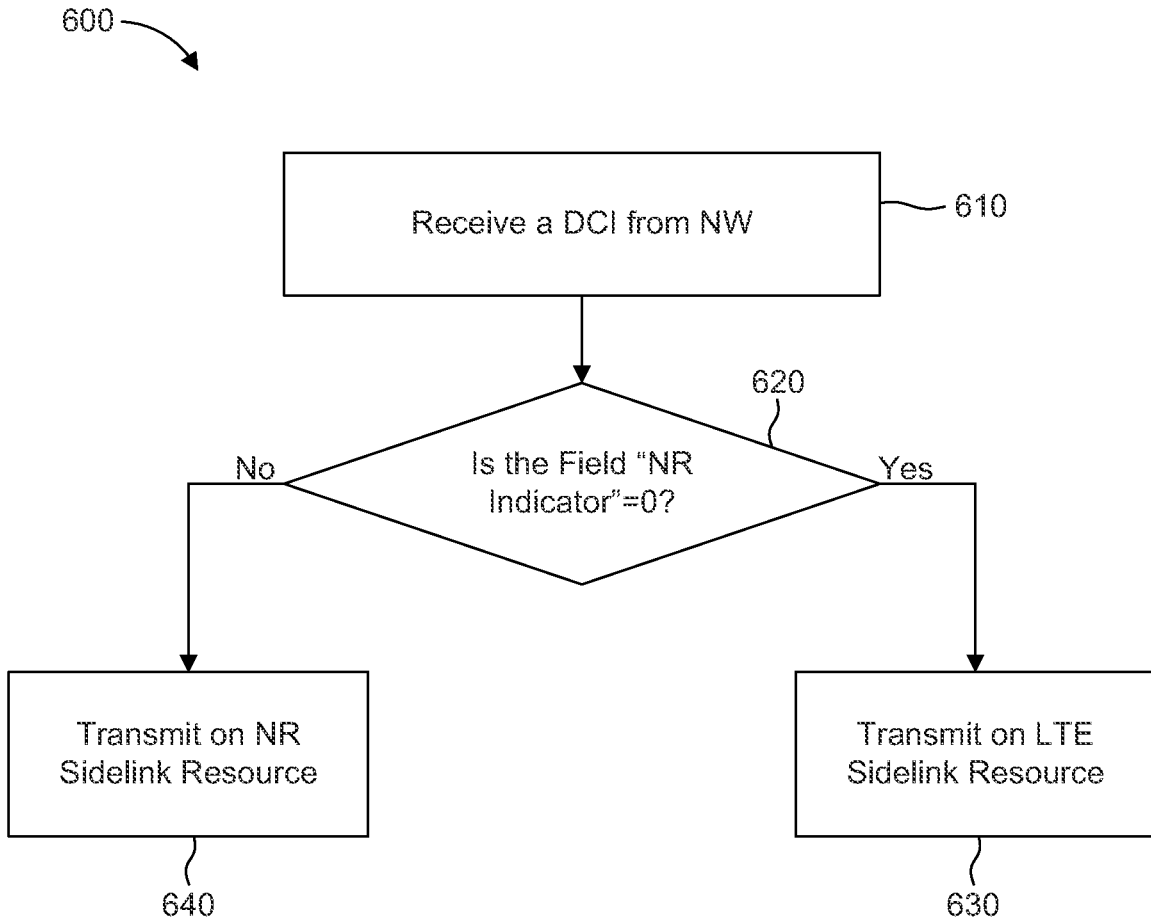 600
Receive a DCI from NW
610
620
Is the Field “NR
Indicator”=0?
No
Yes
Transmit on NR
Sidelink Resource
Transmit on LTE
Sidelink Resource
640
630